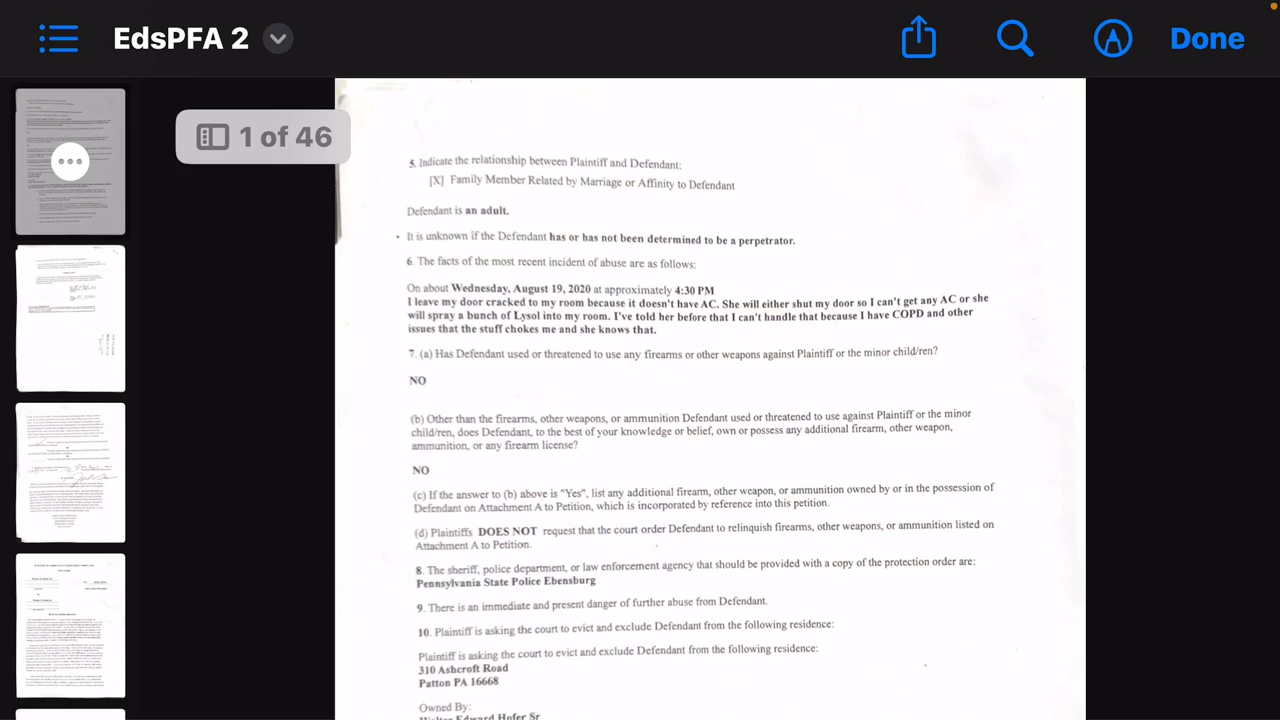 EdsPFA 2
Done
1 of 46
5. Indicate the relationship between Plaintiff and Defendant:
[X] Family Member Related by Marriage or Affinity to Defendant
Defendant is an adult.
• It is unknown if the Defendant has or has not been determined to be a perpetrator.
6. The facts of the most recent incident of abuse are as follows:
On about Wednesday, August 19, 2020 at approximately 4:30 PM
I leave my door cracked to my room because it doesn't have AC. She will either shut my door so I can't get any AC or she
will spray a bunch of Lysol into my room. I've told her before that I can't handle that because I have COPD and other
issues that the stuff chokes me and she knows that.
7. (a) Has Defendant used or threatened to use any firearms or other weapons against Plaintiff or the minor child/ren?
NO
(b) Other than the firearms, other weapons, or ammunition Defendant used or threatened to use against Plaintiff or the minor
child/ren, does Defendant, to the best of your knowledge or belief, own or possess any additional firearm, other weapon,
ammunition, or any firearm license?
NO
(c) If the answer to (b) above is "Yes", list any additional firearm, other weapon, or ammunition owned by or in the possession of
Defendant on Attachment A to Petition, which is incorporated by reference into this petition.
(d) Plaintiffs DOES NOT request that the court order Defendant to relinquish firearms, other weapons, or ammunition listed on
Attachment A to Petition.
8. The sheriff, police department, or law enforcement agency that should be provided with a copy of the protection order are:
Pennsylvania State Police Ebensburg
9. There is an immediate and present danger of further abuse from Defendant.
10. Plaintiff is asking the court to evict and exclude Defendant from the following residence:
Plaintiff is asking the court to evict and exclude Defendant from the following residence:
310 Ashcroft Road
Patton PA 16668
Owned By:
Walter Edward Hofer Sr